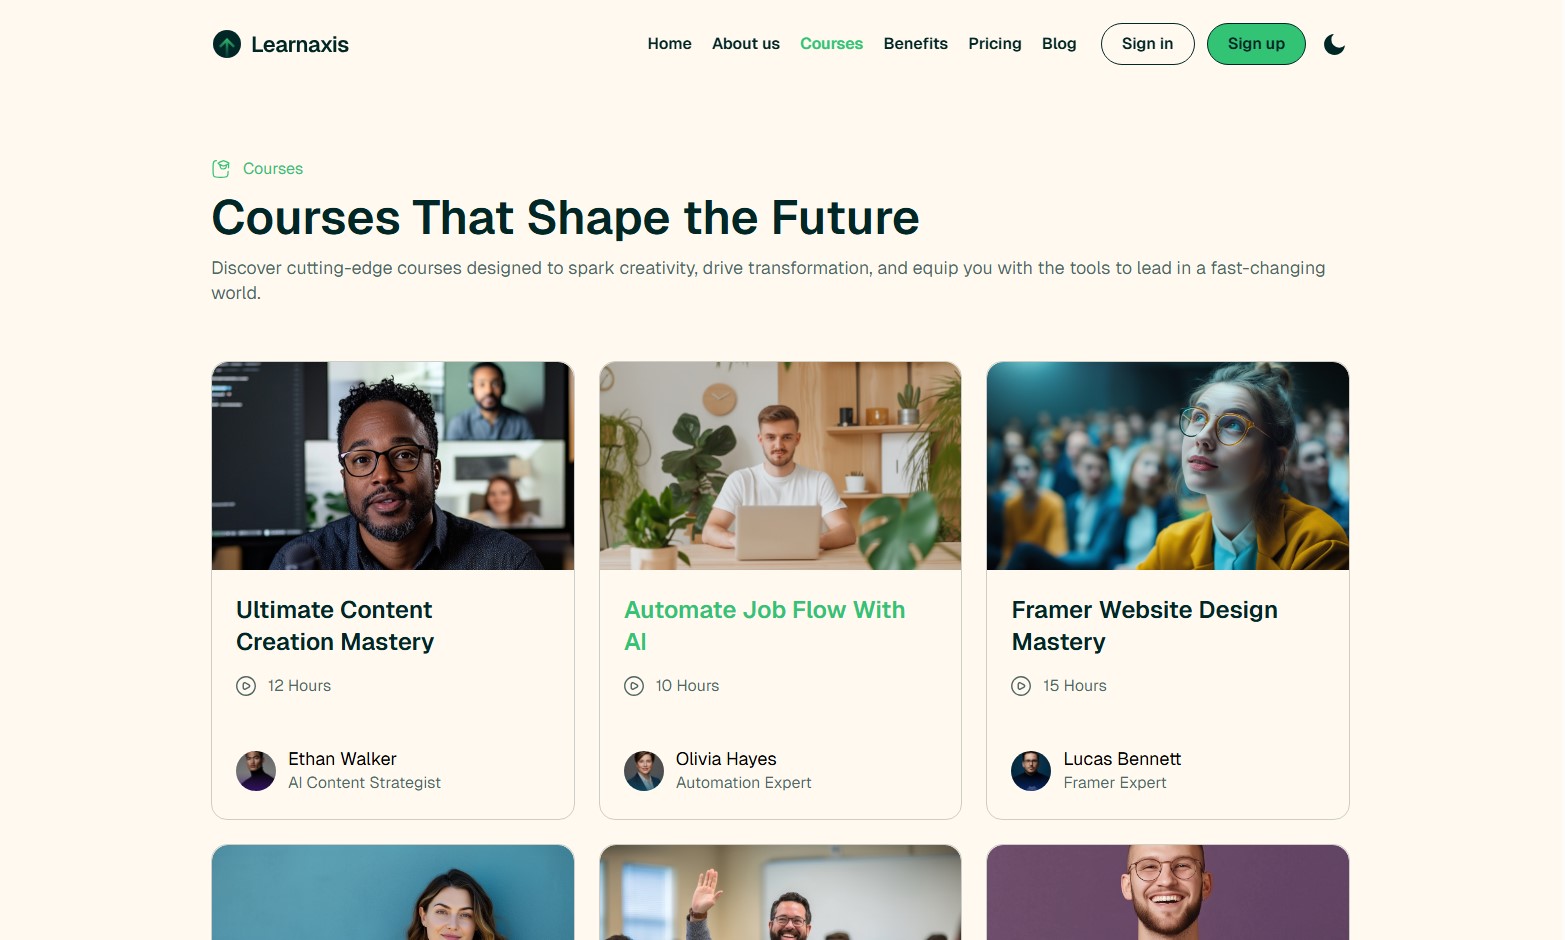 Learnaxis
Home About us Courses Benefits Pricing Blog Sign in Sign up
Courses
Courses That Shape the Future
Discover cutting-edge courses designed to spark creativity, drive transformation, and equip you with the tools to lead in a fast-changing
world.
Ultimate Content
Creation Mastery
12 Hours
Ethan Walker
AI Content Strategist
Automate Job Flow With
AI
10 Hours
Olivia Hayes
Automation Expert
Framer Website Design
Mastery
15 Hours
Lucas Bennett
Framer Expert